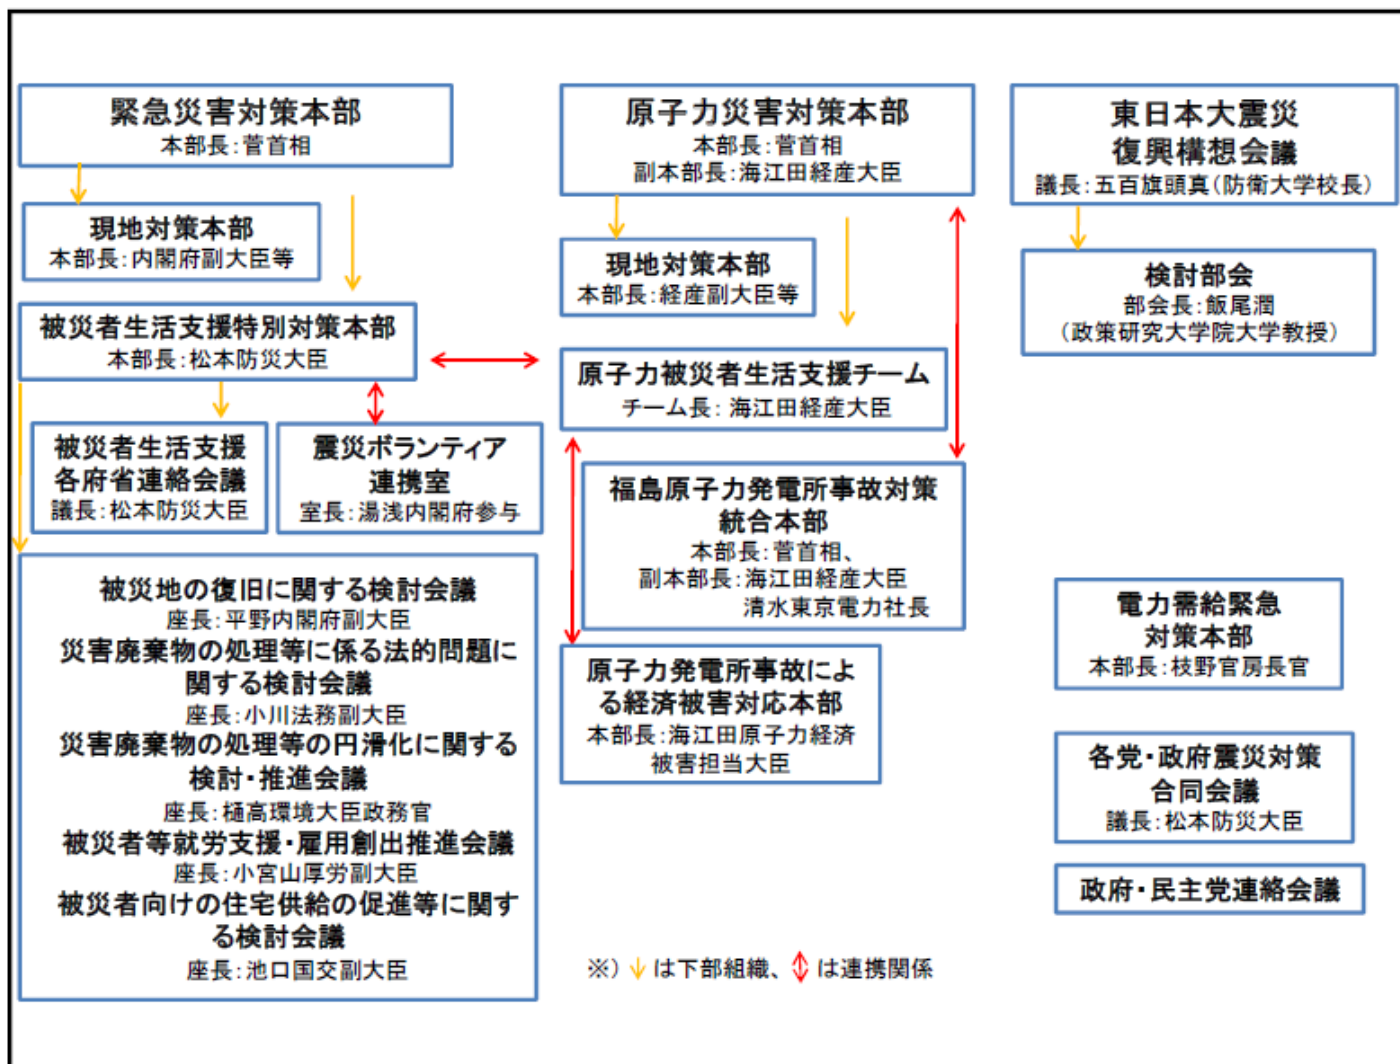 緊急災害対策本部
本部長：菅首相
現地対策本部
本部長：内閣府副大臣等
被災者生活支援特別対策本部
本部長：松本防災大臣
被災者生活支援
各府省連絡会議
議長：松本防災大臣
震災ボランティア
連携室
室長：湯浅内閣府参与
被災地の復旧に関する検討会議
座長：平野内閣府副大臣
災害廃棄物の処理等に係る法的問題に
関する検討会議
座長：小川法務副大臣
災害廃棄物の処理等の円滑化に関する
検討・推進会議
座長：樋高環境大臣政務官
被災者等就労支援・雇用創出推進会議
座長：小宮山厚労副大臣
被災者向けの住宅供給の促進等に関す
る検討会議
座長：池口国交副大臣
原子力災害対策本部
本部長：菅首相
副本部長：海江田経産大臣
現地対策本部
本部長：経産副大臣等
原子力被災者生活支援チーム
チーム長：海江田経産大臣
福島原子力発電所事故対策
統合本部
本部長：菅首相、
副本部長：海江田経産大臣
清水東京電力社長
原子力発電所事故によ
る経済被害対応本部
本部長：海江田原子力経済
被害担当大臣
※）↓は下部組織、⇕は連携関係
東日本大震災
復興構想会議
議長：五百旗頭真（防衛大学校長）
検討部会
部会長：飯尾潤
（政策研究大学院大学教授）
電力需給緊急
対策本部
本部長：枝野官房長官
各党・政府震災対策
合同会議
議長：松本防災大臣
政府・民主党連絡会議